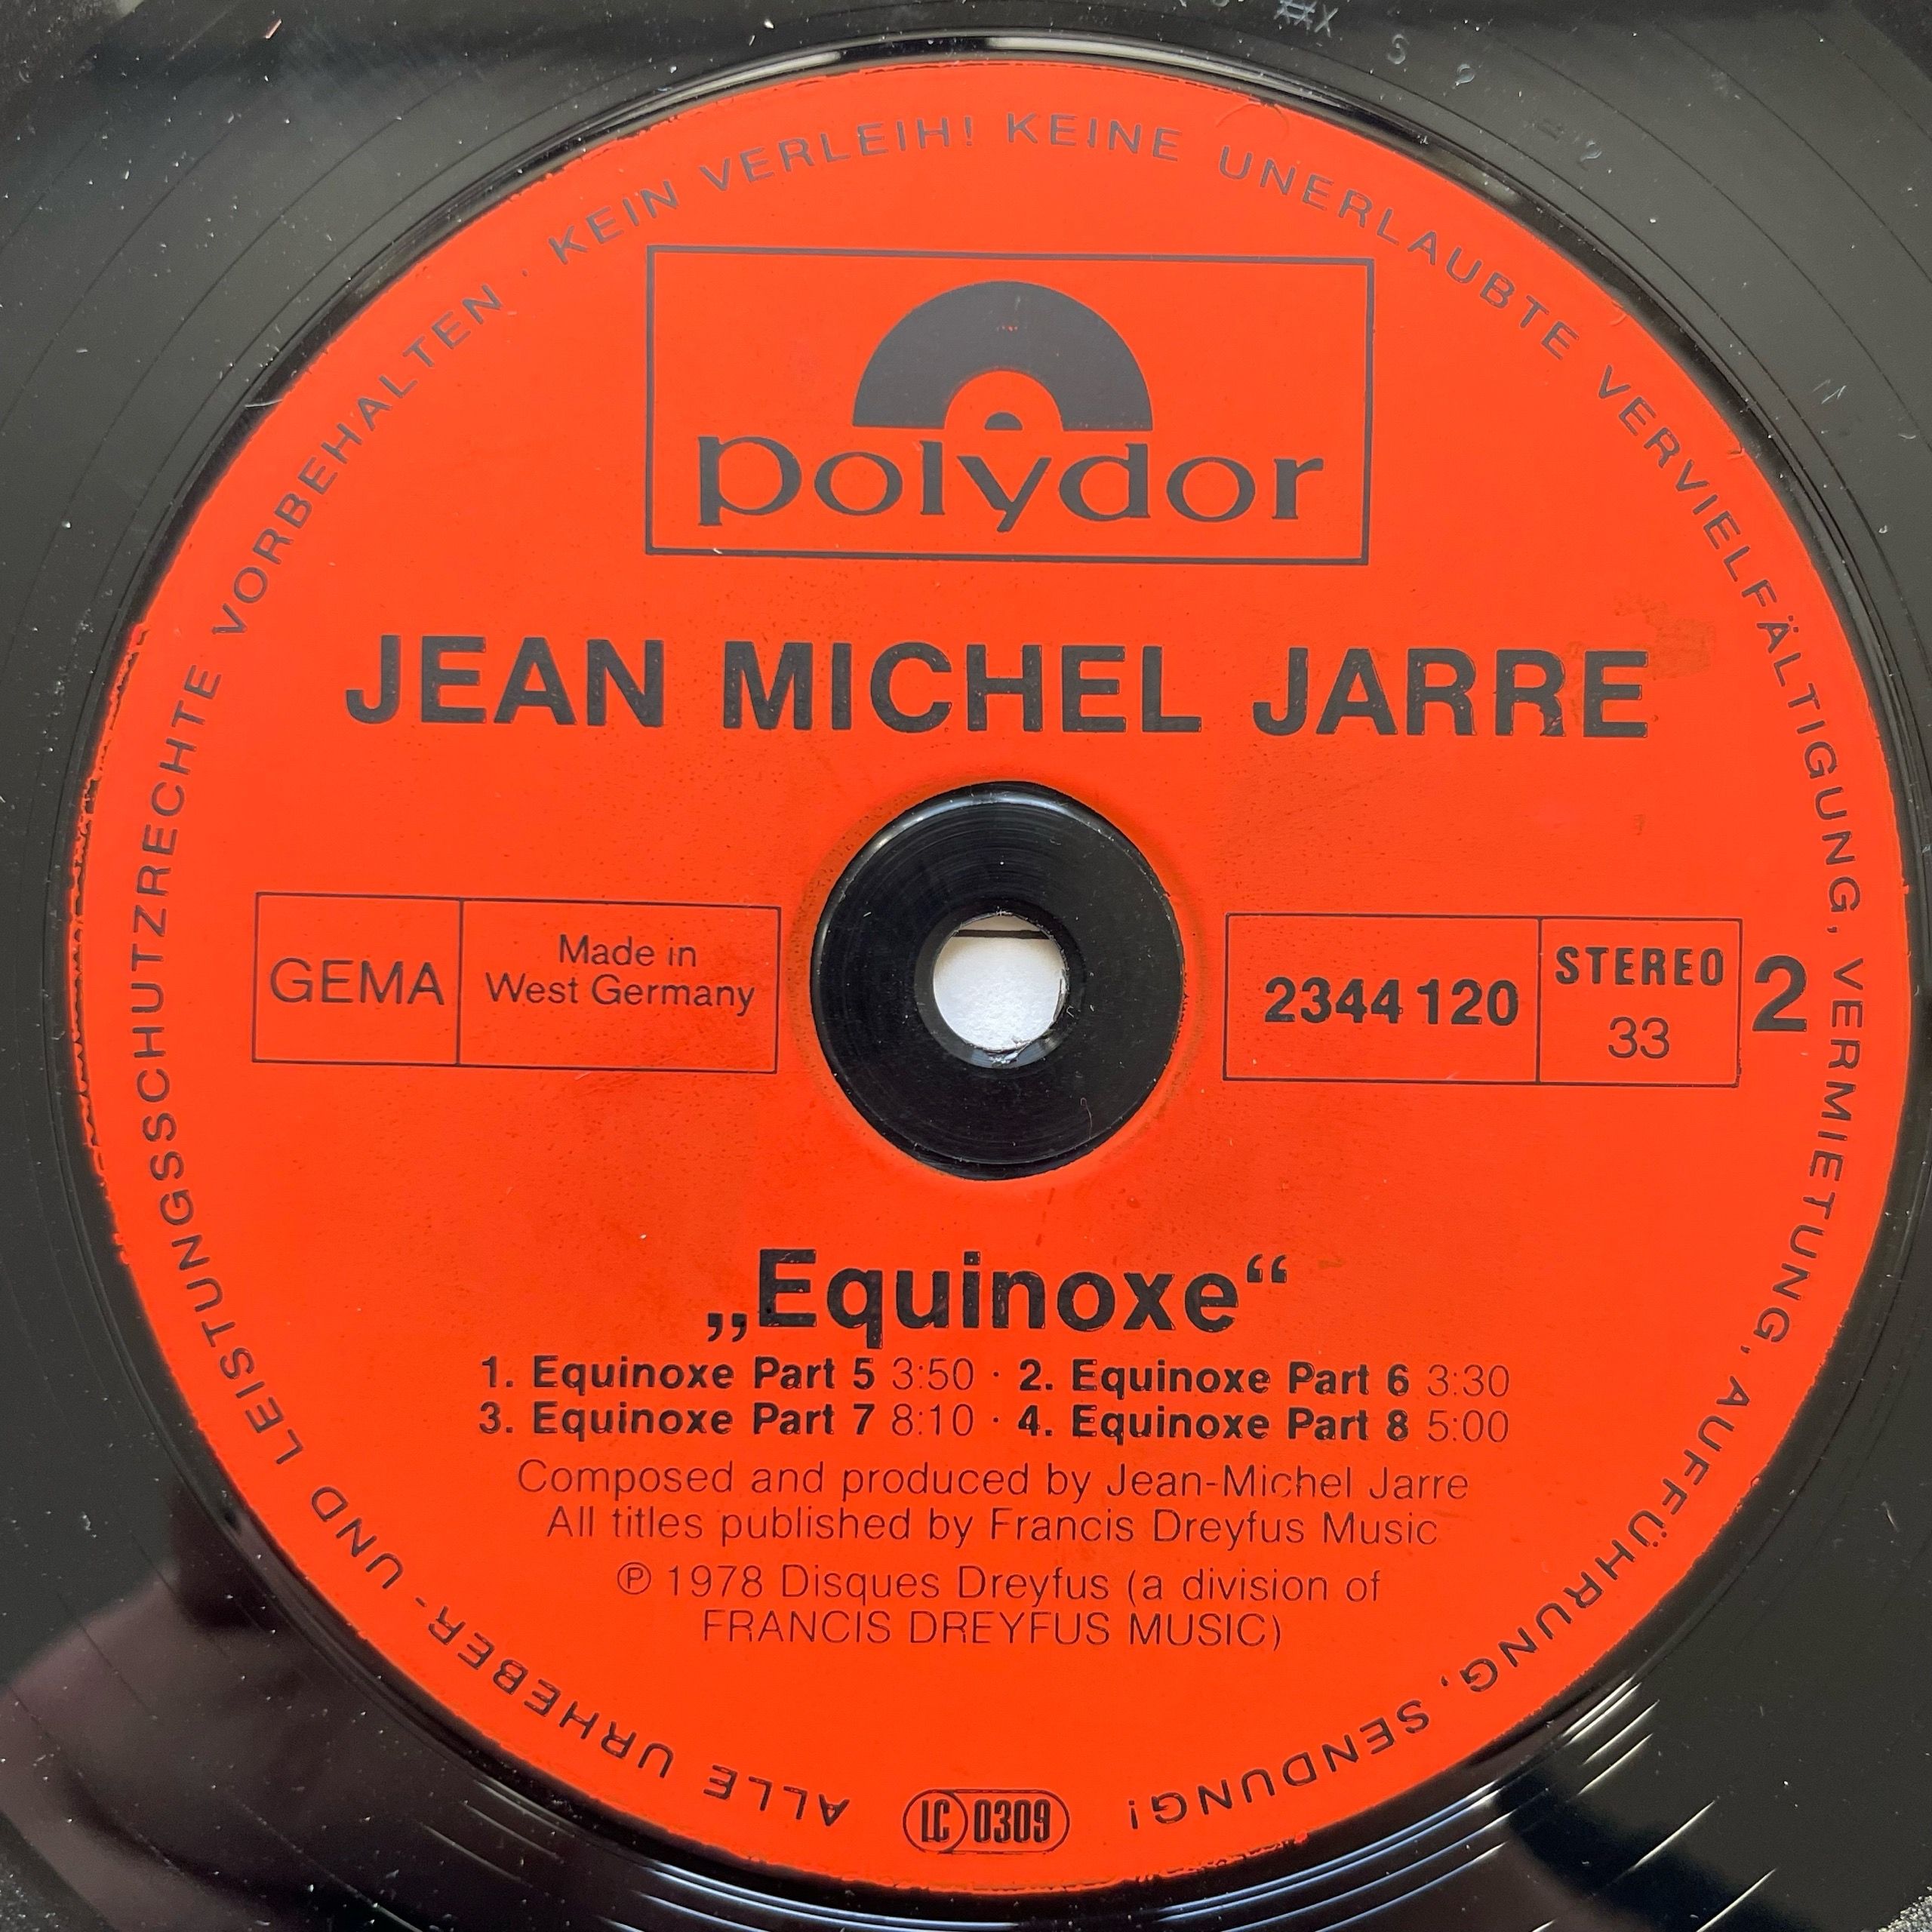 ALLE URHEBER- UND LEISTUNGSSCHUTZRECHTE VORBEHALTEN · KEIN VERLEIH! KEINE UNERLAUBTE VERVIELFÄLTIGUNG, VERMIETUNG, AUFFÜHRUNG, SENDUNG!
polydor
JEAN MICHEL JARRE
GEMA
Made in
West Germany
2344 120
STEREO
33
2
„Equinoxe“
1. Equinoxe Part 5 3:50 · 2. Equinoxe Part 6 3:30
3. Equinoxe Part 7 8:10 · 4. Equinoxe Part 8 5:00
Composed and produced by Jean-Michel Jarre
All titles published by Francis Dreyfus Music
℗ 1978 Disques Dreyfus (a division of
FRANCIS DREYFUS MUSIC)
LC 0309